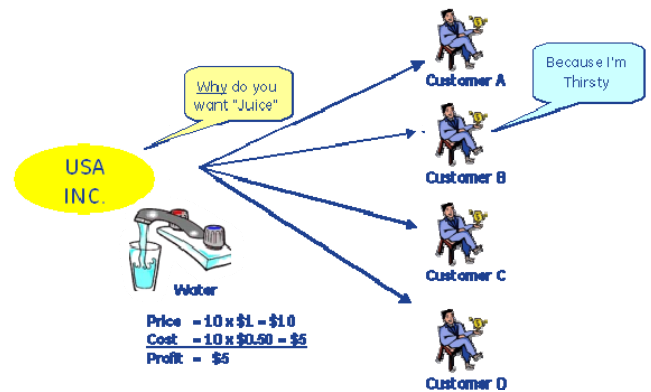 Customer A
Why do you
want "Juice"
Because I'm
Thirsty
USA
INC.
Customer B
Customer C
Water
Price = 10 x $1 = $10
Cost = 10 x $0.50 = $5
Profit = $5
Customer D